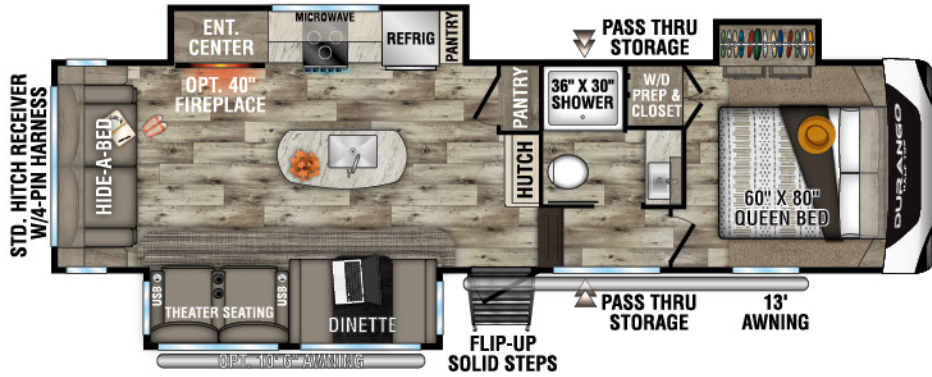 MICROWAVE
ENT.
CENTER
REFRIG
PANTRY
PASS THRU
STORAGE
OPT. 40"
FIREPLACE
PANTRY
36" X 30"
SHOWER
W/D
PREP &
CLOSET
STD. HITCH RECEIVER
W/4-PIN HARNESS
HIDE-A-BED
HUTCH
60" X 80"
QUEEN BED
DURANGO
HALF-TON
USB
THEATER SEATING
USB
DINETTE
OPT. 10' 6" AWNING
FLIP-UP
SOLID STEPS
PASS THRU
STORAGE
13'
AWNING